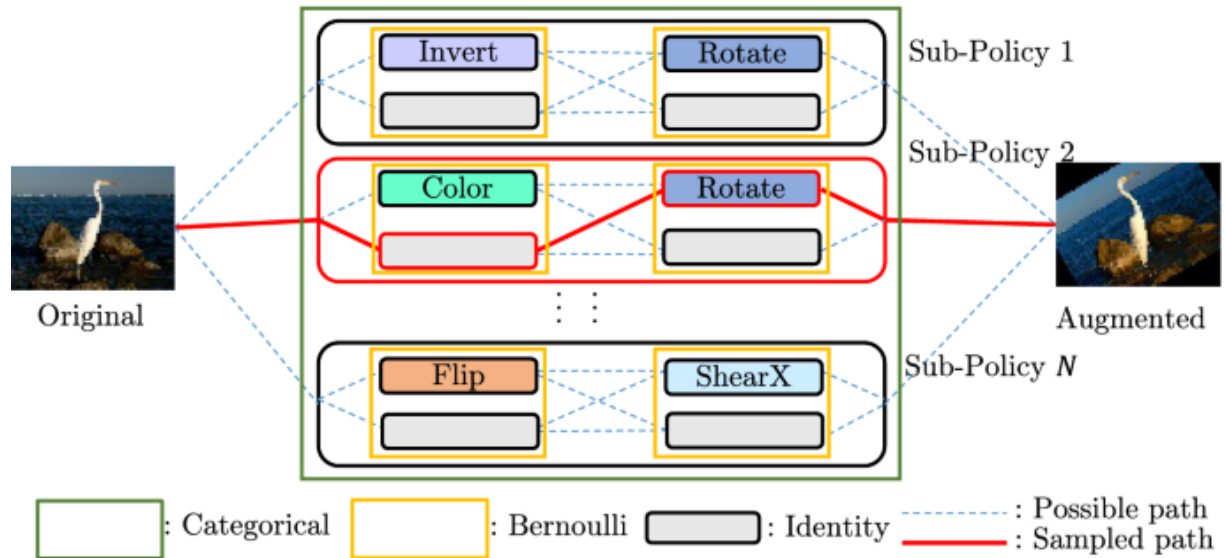 Invert
Rotate
Sub-Policy 1
Sub-Policy 2
Color
Rotate
Original
Augmented
Flip
ShearX
Sub-Policy N
: Categorical
: Bernoulli
: Identity
: Possible path
: Sampled path